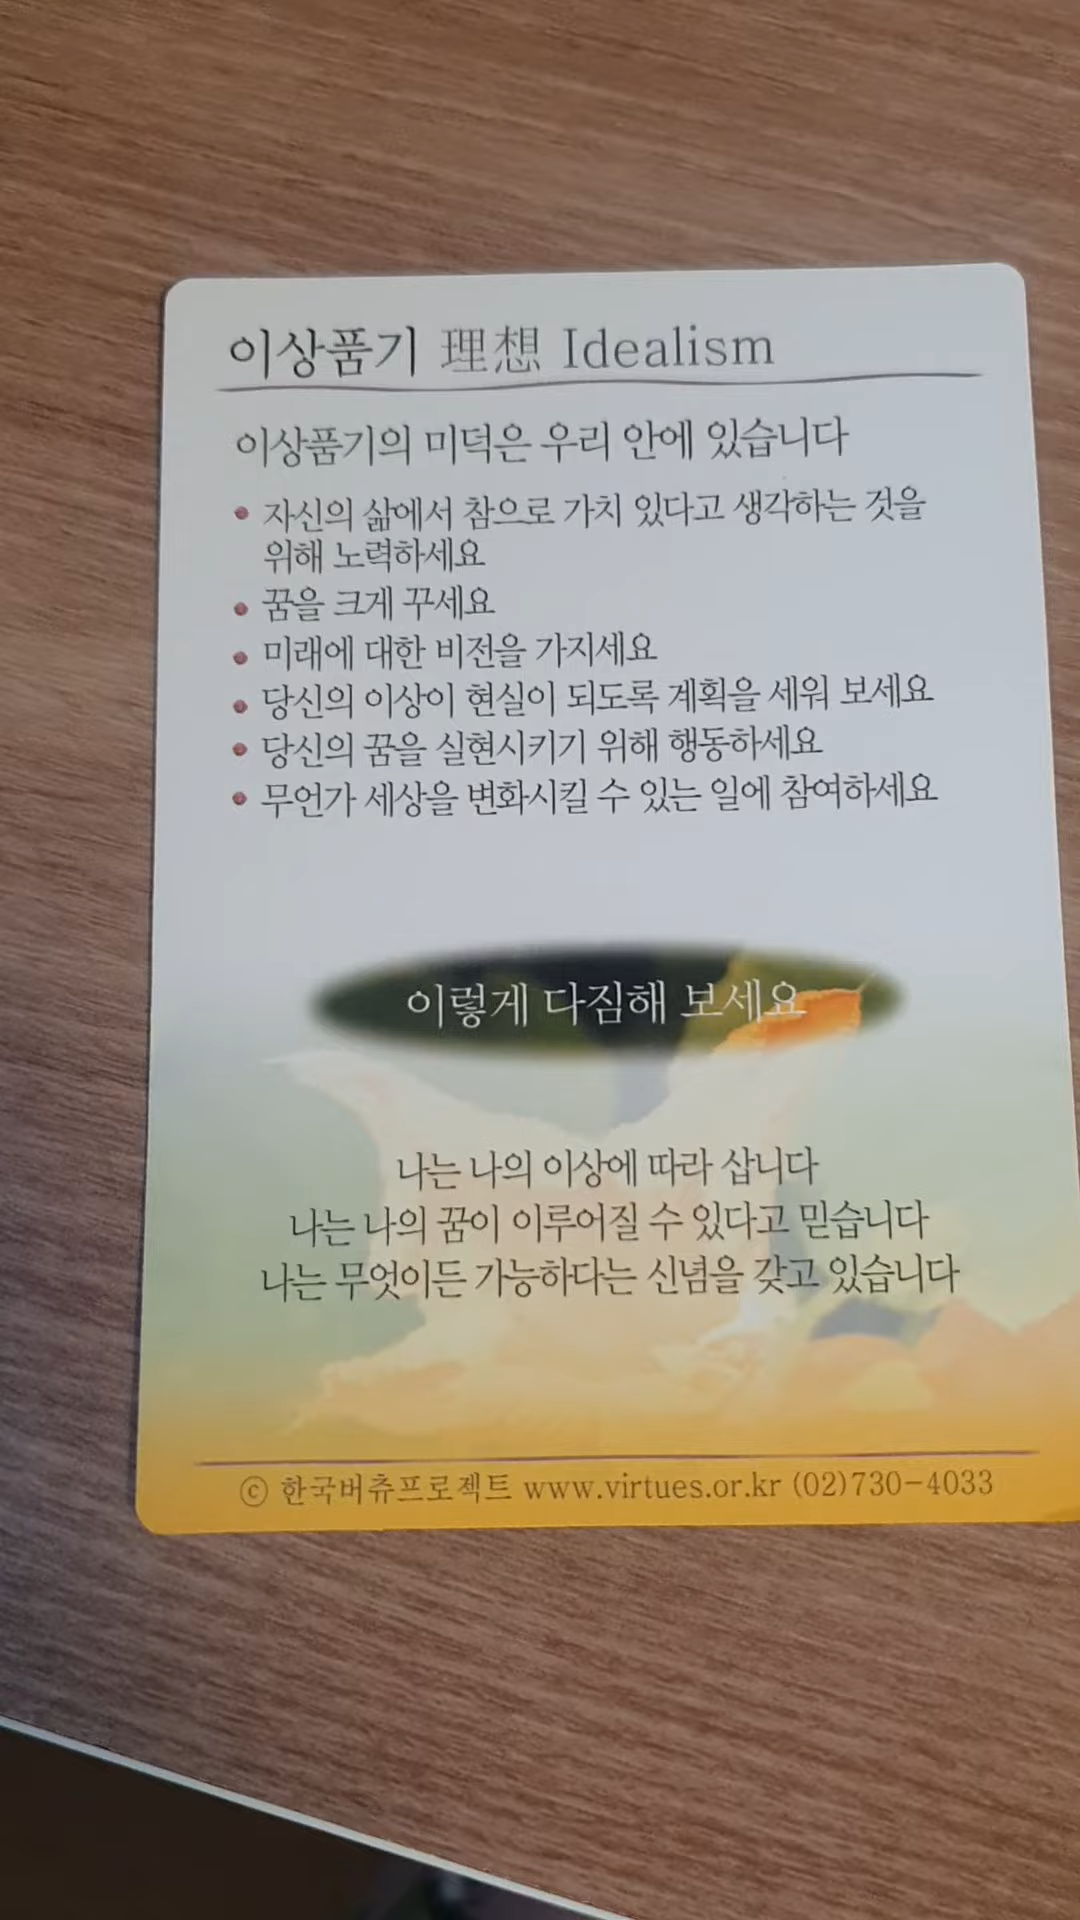 이상품기 理想 Idealism
이상품기의 미덕은 우리 안에 있습니다
• 자신의 삶에서 참으로 가치 있다고 생각하는 것을
위해 노력하세요
• 꿈을 크게 꾸세요
• 미래에 대한 비전을 가지세요
• 당신의 이상이 현실이 되도록 계획을 세워 보세요
• 당신의 꿈을 실현시키기 위해 행동하세요
• 무언가 세상을 변화시킬 수 있는 일에 참여하세요
이렇게 다짐해 보세요
나는 나의 이상에 따라 삽니다
나는 나의 꿈이 이루어질 수 있다고 믿습니다
나는 무엇이든 가능하다는 신념을 갖고 있습니다
ⓒ 한국버츄프로젝트 www.virtues.or.kr (02)730-4033